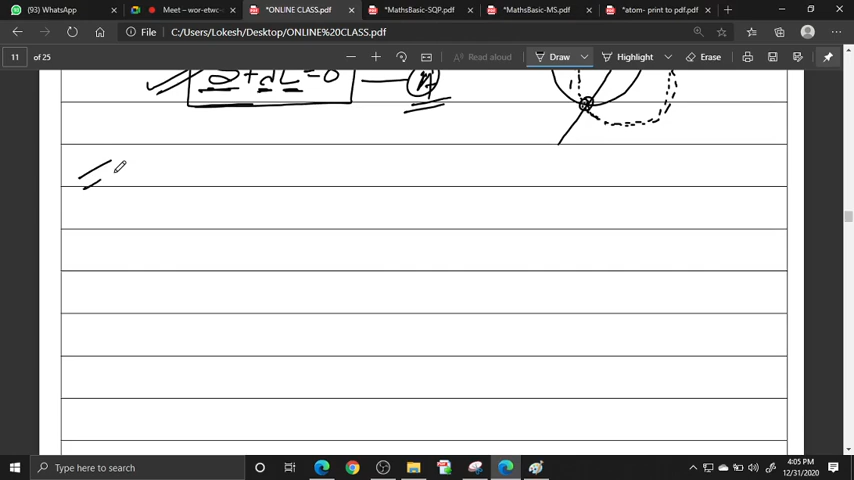 (93) WhatsApp
Meet – wor-etwc-
*ONLINE CLASS.pdf
*MathsBasic-SQP.pdf
*MathsBasic-MS.pdf
*atom- print to pdf.pdf
File C:/Users/Lokesh/Desktop/ONLINE%20CLASS.pdf
11 of 25
Read aloud
Draw
Highlight
Erase
S + dL = 0
=
Type here to search
4:05 PM
12/31/2020